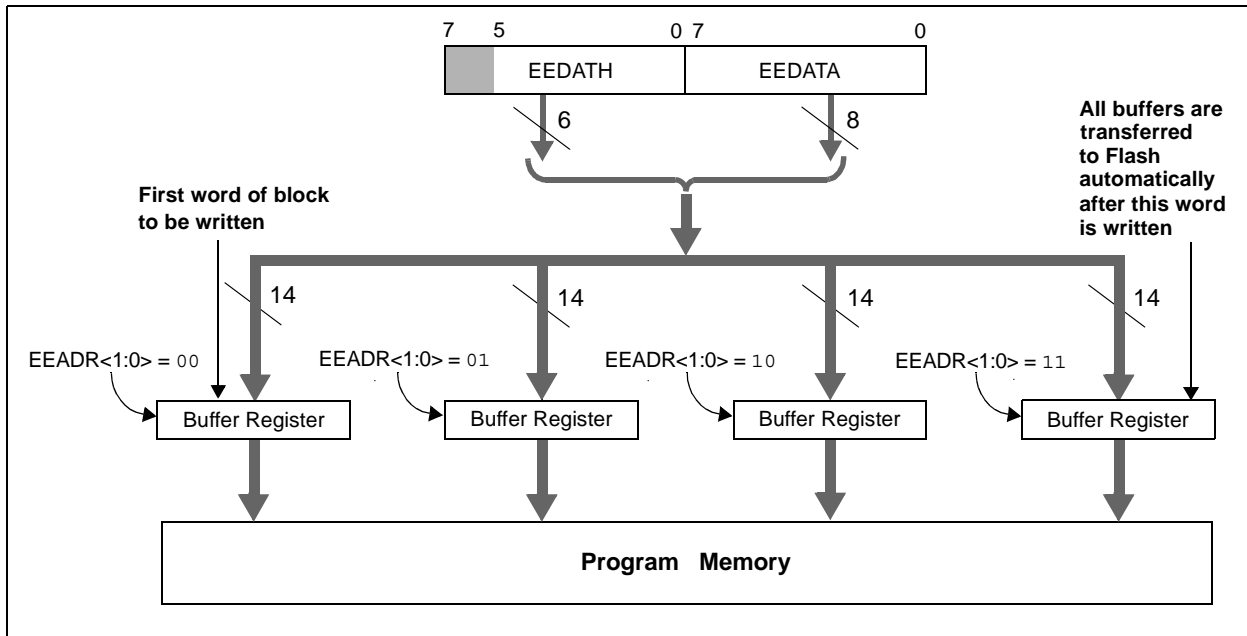 7 5 0 7 0
EEDATH EEDATA
6 8
All buffers are
transferred
to Flash
automatically
after this word
is written
First word of block
to be written
14 14 14 14
EEADR<1:0> = 00 EEADR<1:0> = 01 EEADR<1:0> = 10 EEADR<1:0> = 11
Buffer Register Buffer Register Buffer Register Buffer Register
Program Memory